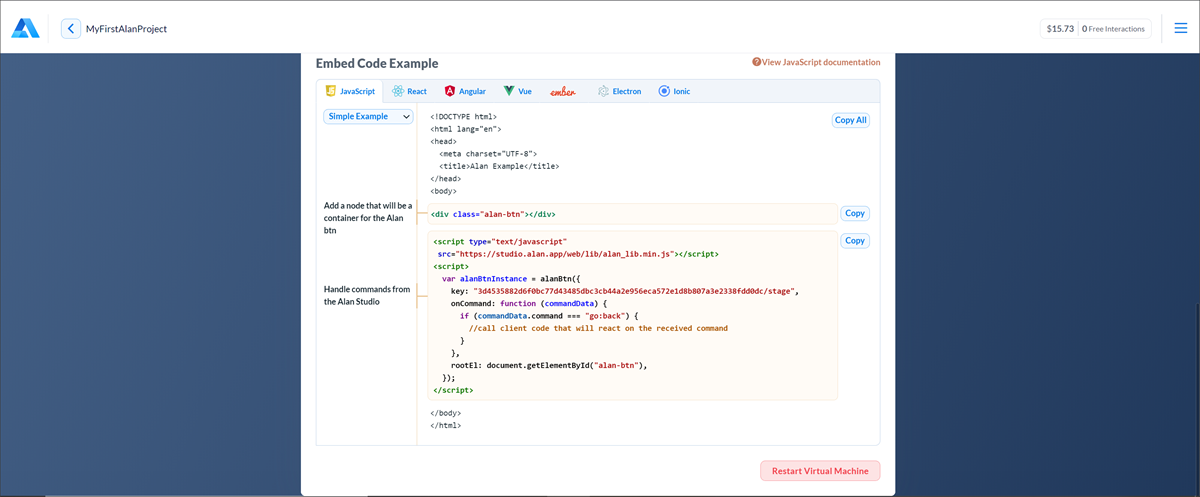 MyFirstAlanProject
$15.73 0 Free Interactions
Embed Code Example
View JavaScript documentation
JavaScript React Angular Vue ember Electron Ionic
Simple Example
Copy All
<!DOCTYPE html>
<html lang="en">
<head>
<meta charset="UTF-8">
<title>Alan Example</title>
</head>
<body>
Add a node that will be a
container for the Alan
btn
<div class="alan-btn"></div>
Copy
Handle commands from
the Alan Studio
<script type="text/javascript"
src="https://studio.alan.app/web/lib/alan_lib.min.js"></script>
<script>
var alanBtnInstance = alanBtn({
key: "3d4535882d6f0bc77d43485dbc3cb44a2e956eca572e1d8b807a3e2338fdd0dc/stage",
onCommand: function (commandData) {
if (commandData.command === "go:back") {
//call client code that will react on the received command
}
},
rootEl: document.getElementById("alan-btn"),
});
</script>
Copy
</body>
</html>
Restart Virtual Machine